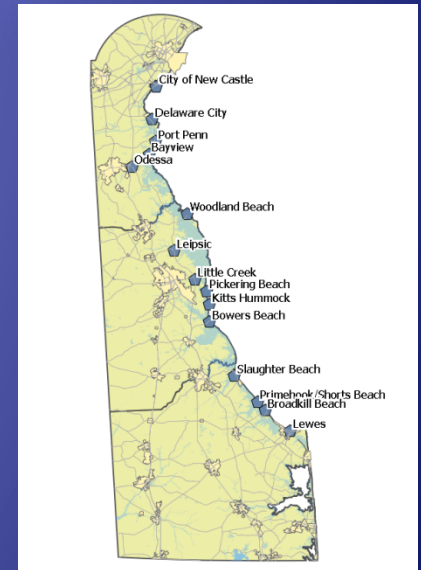 City of New Castle
Delaware City
Port Penn
Bayview
Odessa
Woodland Beach
Leipsic
Little Creek
Pickering Beach
Kitts Hummock
Bowers Beach
Slaughter Beach
Primehook/Shorts Beach
Broadkill Beach
Lewes